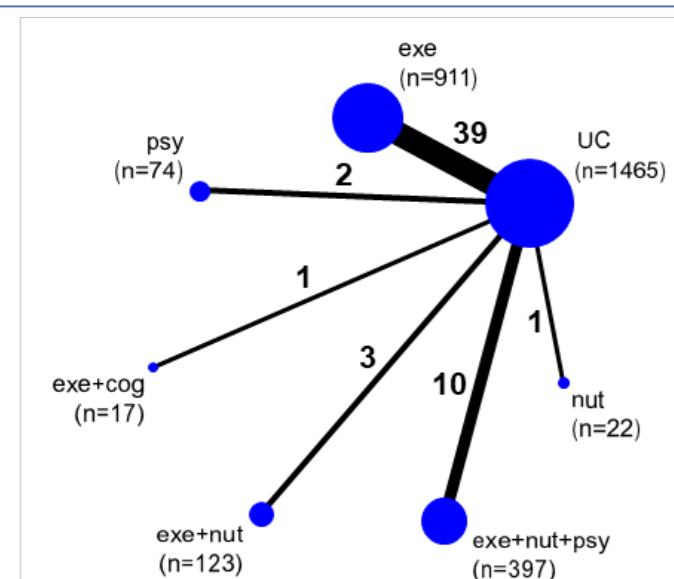 exe
(n=911)
39
UC
(n=1465)
psy
(n=74)
2
1
exe+cog
(n=17)
3
10
1
nut
(n=22)
exe+nut
(n=123)
exe+nut+psy
(n=397)